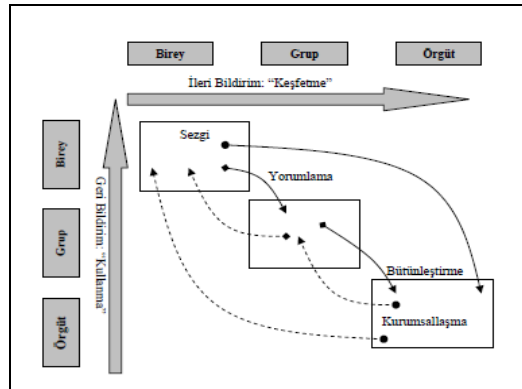 Birey
Grup
Örgüt
İleri Bildirim: “Keşfetme”
Birey
Grup
Örgüt
Geri Bildirim: “Kullanma”
Sezgi
Yorumlama
Bütünleştirme
Kurumsallaşma